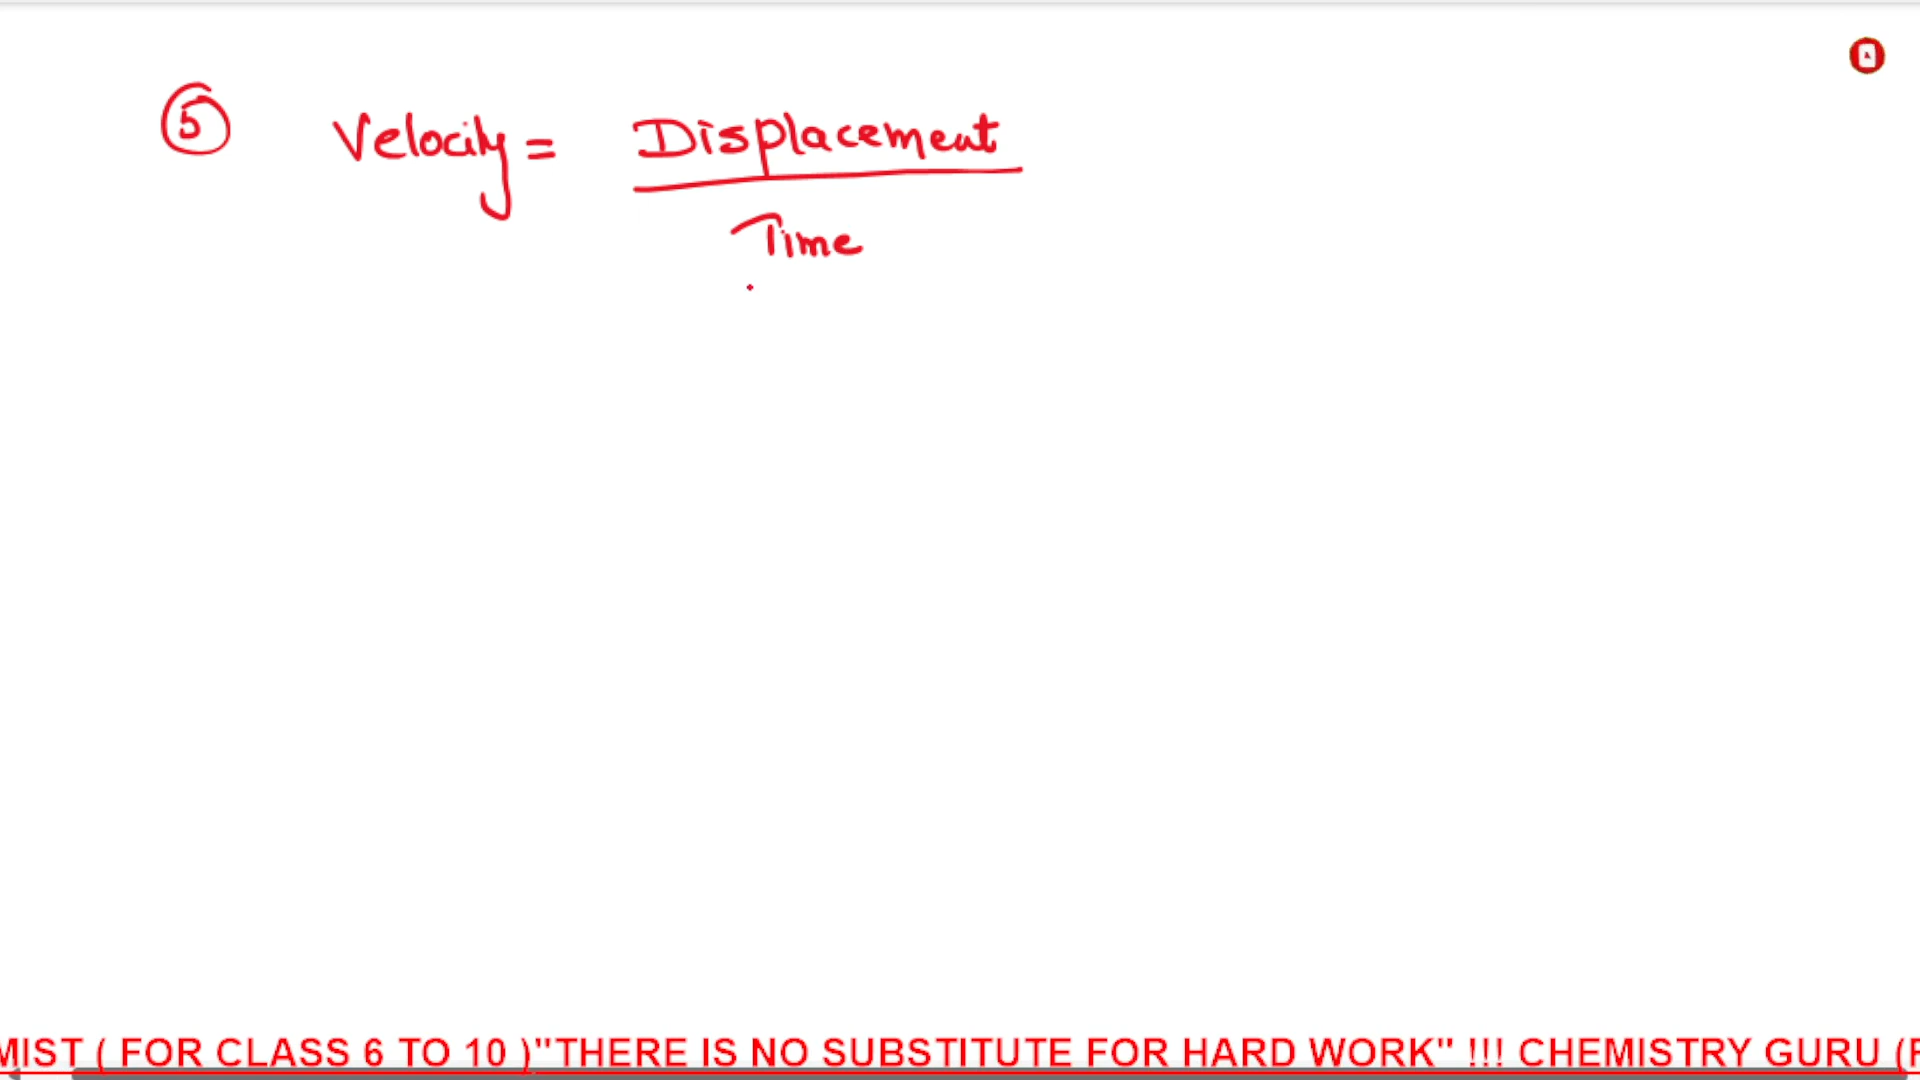 ⑤ Velocity = Displacement
Time
MIST ( FOR CLASS 6 TO 10 )"THERE IS NO SUBSTITUTE FOR HARD WORK" !!! CHEMISTRY GURU (F